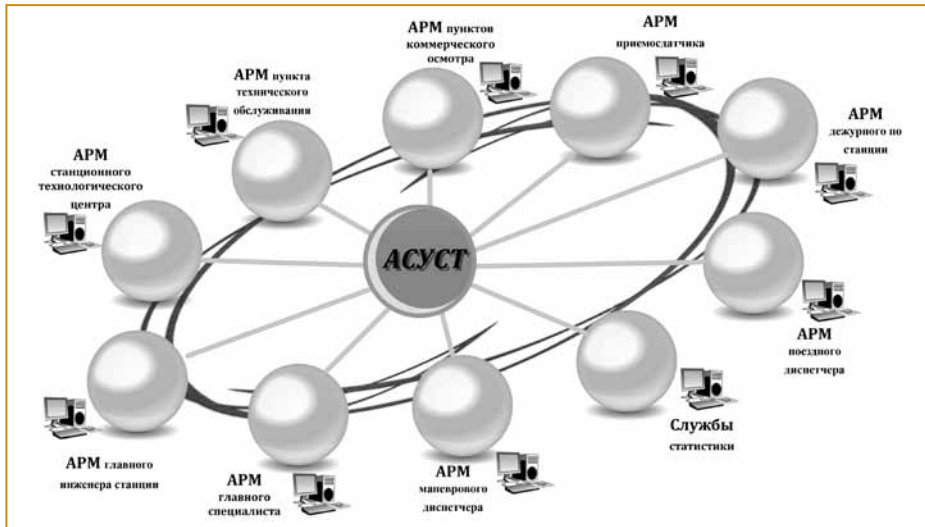 АРМ пунктов
коммерческого
осмотра
АРМ
приемосдатчика
АРМ пункта
технического
обслуживания
АРМ
дежурного по
станции
АРМ
станционного
техиологического
центра
АСУСТ
АРМ
поездного
диспетчера
Службы
статистики
АРМ главного
инженера станции
АРМ
главного
специалиста
АРМ
маневрового
диспетчера